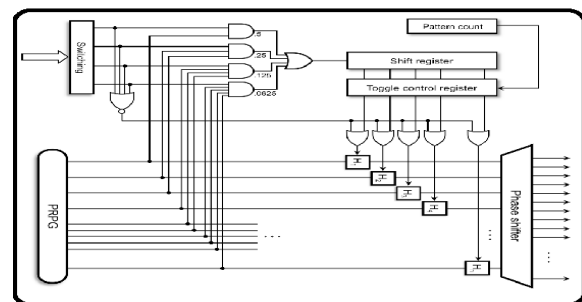 Switching
.5
.25
.125
.0625
Pattern count
Shift register
Toggle control register
PRPG
H
H
H
H
H
Phase shifter
. . .
...
...